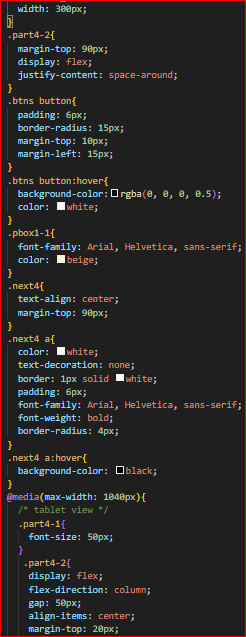 width: 300px;
}
.part4-2{
margin-top: 90px;
display: flex;
justify-content: space-around;
}
.btns button{
padding: 6px;
border-radius: 15px;
margin-top: 10px;
margin-left: 15px;
}
.btns button:hover{
background-color: rgba(0, 0, 0, 0.5);
color: white;
}
.pbox1-1{
font-family: Arial, Helvetica, sans-serif;
color: beige;
}
.next4{
text-align: center;
margin-top: 90px;
}
.next4 a{
color: white;
text-decoration: none;
border: 1px solid white;
padding: 6px;
font-family: Arial, Helvetica, sans-serif;
font-weight: bold;
border-radius: 4px;
}
.next4 a:hover{
background-color: black;
}
@media(max-width: 1040px){
/* tablet view */
.part4-1{
font-size: 50px;
}
.part4-2{
display: flex;
flex-direction: column;
gap: 50px;
align-items: center;
margin-top: 20px;